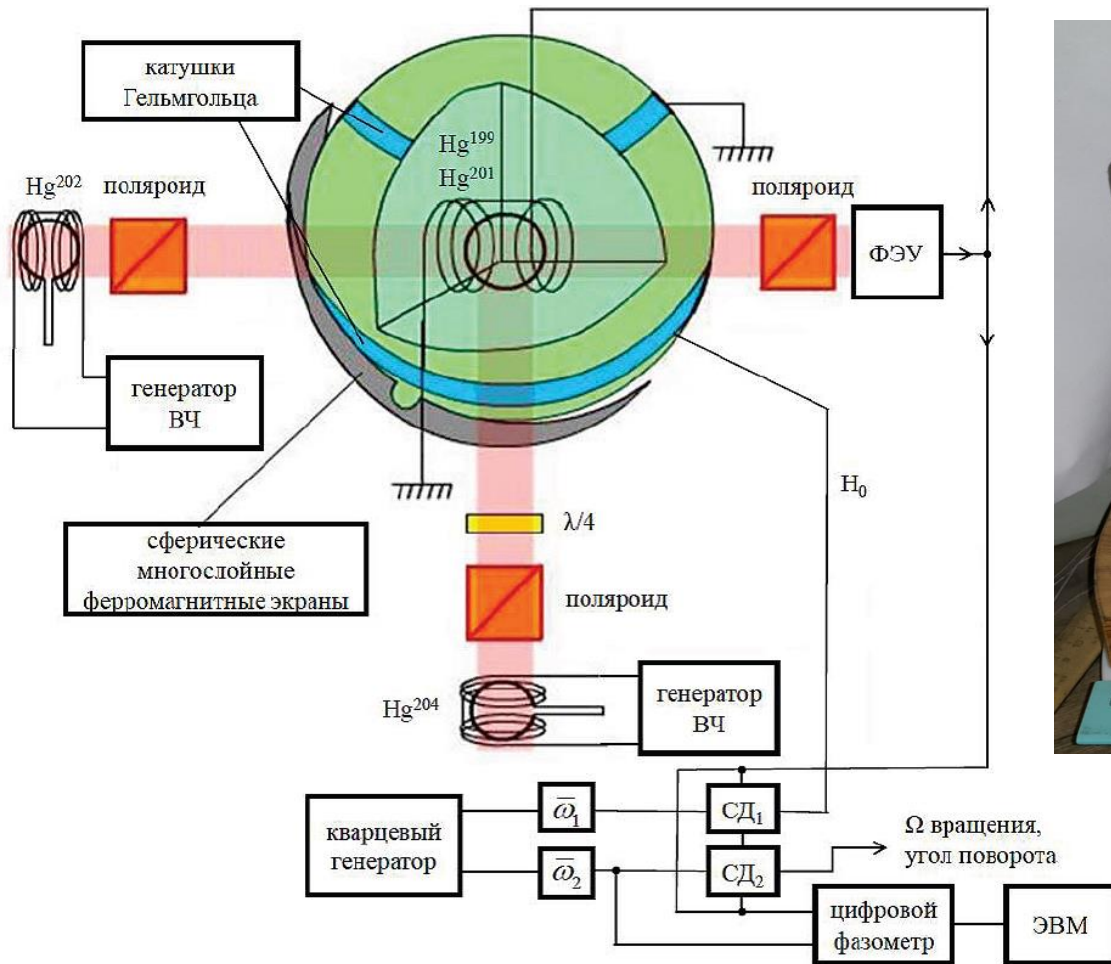 катушки
Гельмгольца
Hg¹⁹⁹
Hg²⁰¹
Hg²⁰²
поляроид
поляроид
ФЭУ
генератор
ВЧ
H₀
λ/4
сферические
многослойные
ферромагнитные экраны
поляроид
Hg²⁰⁴
генератор
ВЧ
кварцевый
генератор
ω̅₁
СД₁
ω̅₂
СД₂
Ω вращения,
угол поворота
цифровой
фазометр
ЭВМ